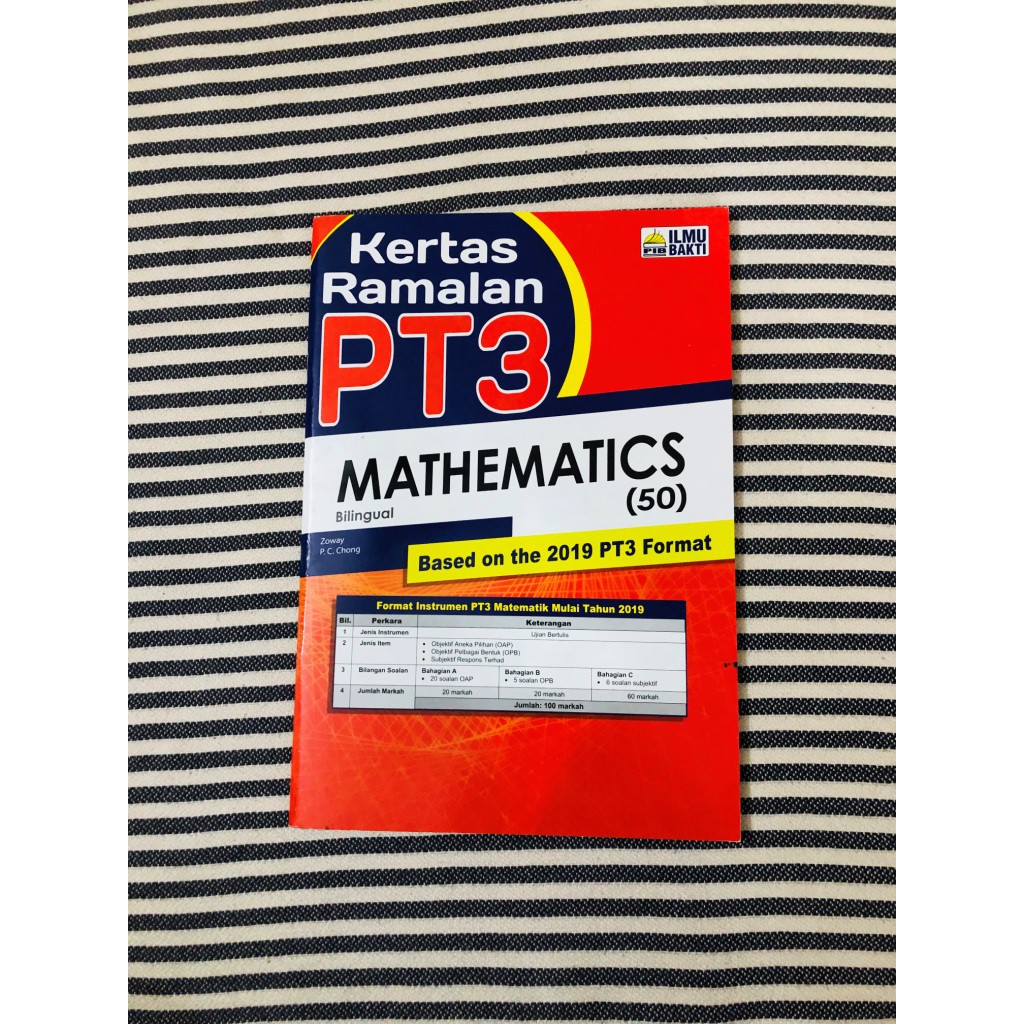 Kertas
Ramalan
PT3
PIB
ILMU
BAKTI
MATHEMATICS
(50)
Bilingual
Zoway
P. C. Chong
Based on the 2019 PT3 Format
Format Instrumen PT3 Matematik Mulai Tahun 2019
Bil. Perkara Keterangan
1 Jenis Instrumen Ujian Bertulis
2 Jenis Item • Objektif Aneka Pilihan (OAP)
• Objektif Pelbagai Bentuk (OPB)
• Subjektif Respons Terhad
3 Bilangan Soalan Bahagian A Bahagian B Bahagian C
• 20 soalan OAP • 5 soalan OPB • 6 soalan subjektif
4 Jumlah Markah 20 markah 20 markah 60 markah
Jumlah: 100 markah